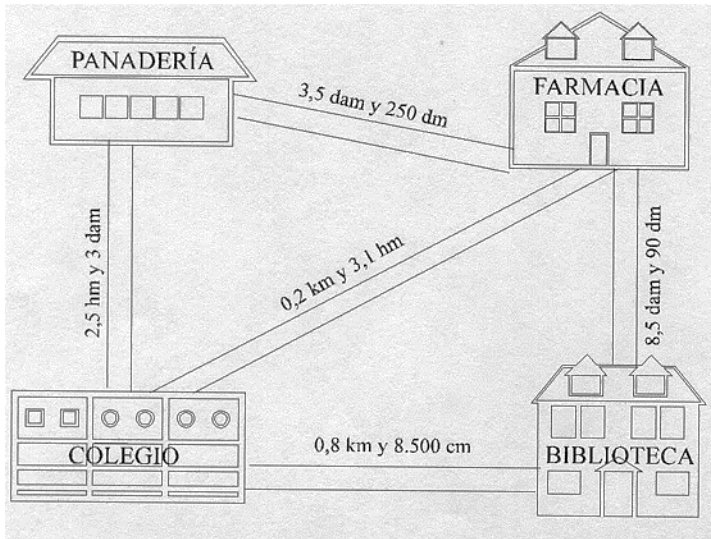 PANADERÍA
FARMACIA
3,5 dam y 250 dm
2,5 hm y 3 dam
0,2 km y 3,1 hm
8,5 dam y 90 dm
COLEGIO
0,8 km y 8.500 cm
BIBLIOTECA